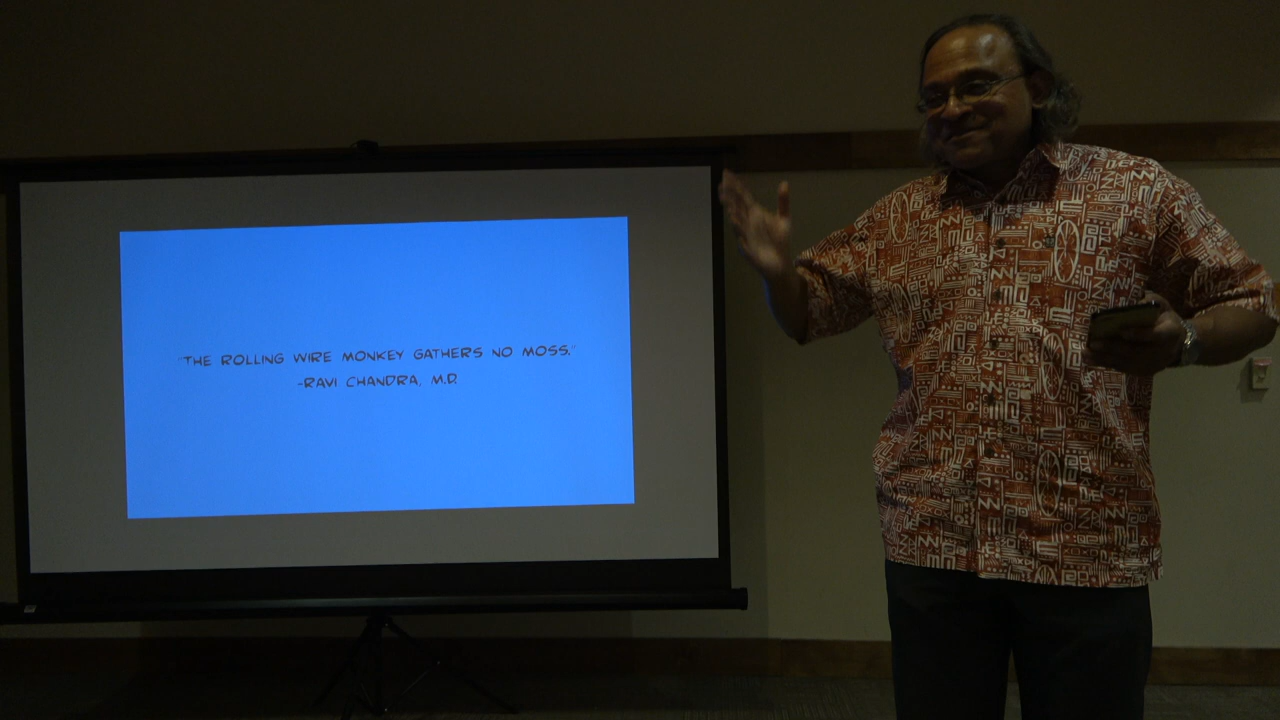 "THE ROLLING WIRE MONKEY GATHERS NO MOSS."
-RAVI CHANDRA, M.D.